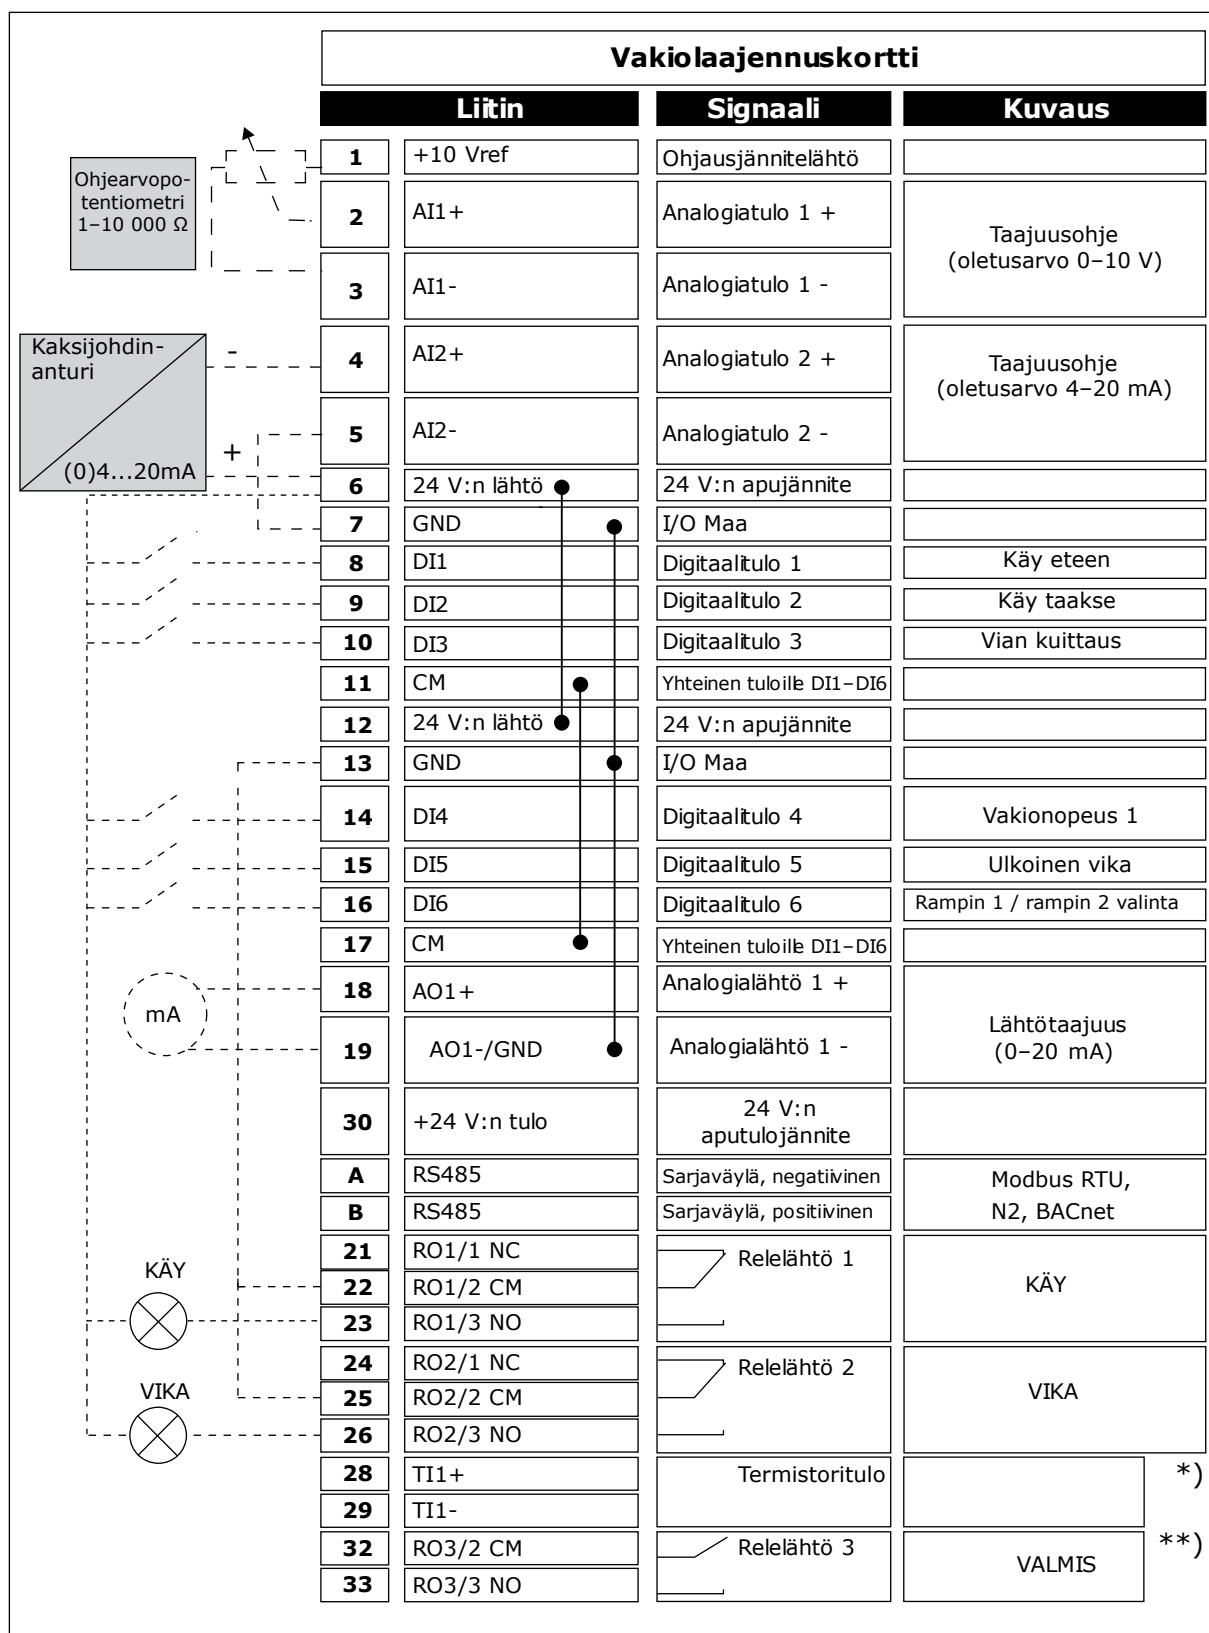 Vakiolaajennuskortti
Liitin Signaali Kuvaus
Ohjearvopo-
tentiometri
1–10 000 Ω
1 +10 Vref Ohjausjännitelähtö
2 AI1+ Analogiatulo 1 +
Taajuusohje
(oletusarvo 0–10 V)
3 AI1- Analogiatulo 1 -
Kaksijohdin-
anturi
(0)4...20mA
-
+
4 AI2+ Analogiatulo 2 +
Taajuusohje
(oletusarvo 4–20 mA)
5 AI2- Analogiatulo 2 -
6 24 V:n lähtö 24 V:n apujännite
7 GND I/O Maa
8 DI1 Digitaalitulo 1 Käy eteen
9 DI2 Digitaalitulo 2 Käy taakse
10 DI3 Digitaalitulo 3 Vian kuittaus
11 CM Yhteinen tuloille DI1–DI6
12 24 V:n lähtö 24 V:n apujännite
13 GND I/O Maa
14 DI4 Digitaalitulo 4 Vakionopeus 1
15 DI5 Digitaalitulo 5 Ulkoinen vika
16 DI6 Digitaalitulo 6 Rampin 1 / rampin 2 valinta
17 CM Yhteinen tuloille DI1–DI6
mA
18 AO1+ Analogialähtö 1 +
Lähtötaajuus
(0–20 mA)
19 AO1-/GND Analogialähtö 1 -
30 +24 V:n tulo 24 V:n
aputulojännite
A RS485 Sarjaväylä, negatiivinen
Modbus RTU,
N2, BACnet
B RS485 Sarjaväylä, positiivinen
KÄY
21 RO1/1 NC Relelähtö 1
22 RO1/2 CM KÄY
23 RO1/3 NO
VIKA
24 RO2/1 NC Relelähtö 2
25 RO2/2 CM VIKA
26 RO2/3 NO
28 TI1+ Termistoritulo *)
29 TI1-
32 RO3/2 CM Relelähtö 3 VALMIS **)
33 RO3/3 NO